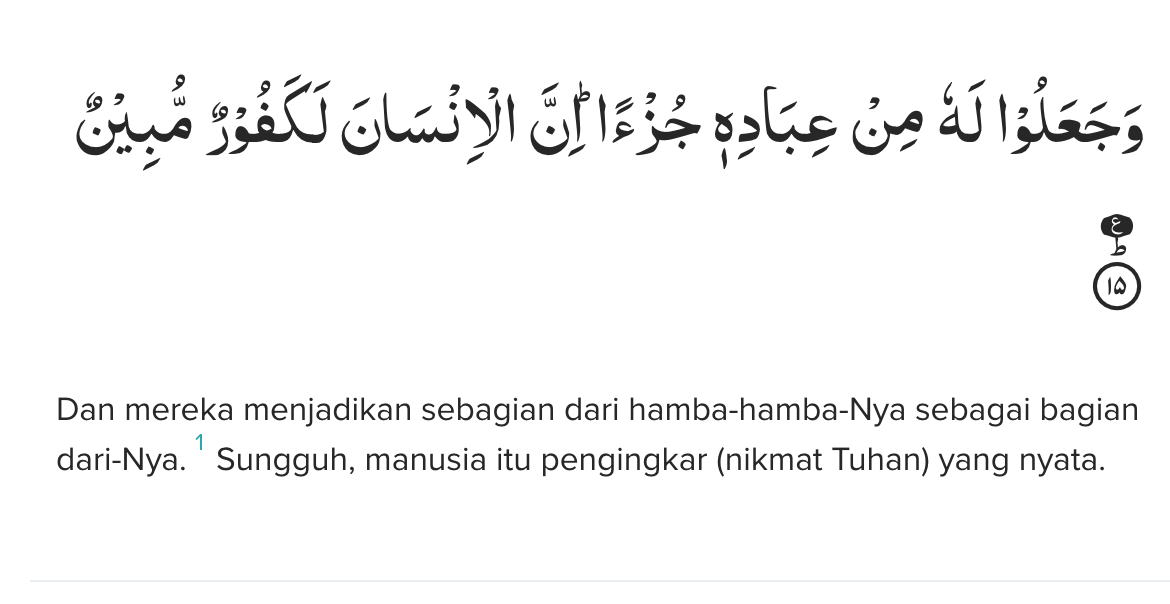 وَجَعَلُوْا لَهٗ مِنْ عِبَادِهٖ جُزْءًا ۗاِنَّ الْاِنْسَانَ لَكَفُوْرٌ مُّبِيْنٌ
ࣖ ۗ
١٥
Dan mereka menjadikan sebagian dari hamba-hamba-Nya sebagai bagian
dari-Nya. 1 Sungguh, manusia itu pengingkar (nikmat Tuhan) yang nyata.